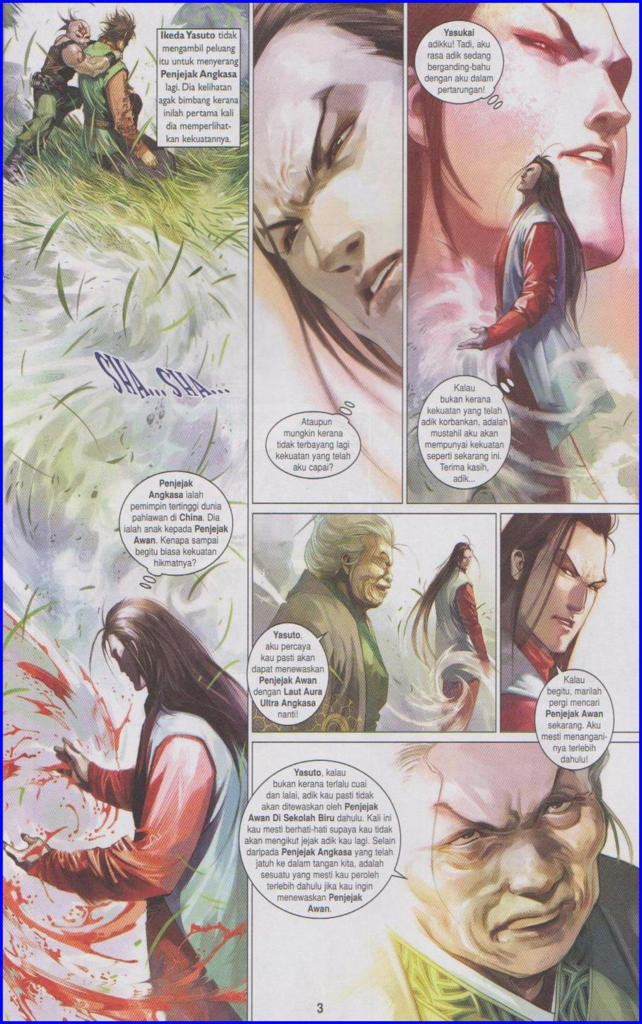 Ikeda Yasuto tidak
mengambil peluang
itu untuk menyerang
Penjejak Angkasa
lagi. Dia kelihatan
agak bimbang kerana
inilah pertama kali
dia memperlihat-
kan kekuatannya.
SHA... SHA...
Penjejak
Angkasa ialah
pemimpin tertinggi dunia
pahlawan di China. Dia
ialah anak kepada Penjejak
Awan. Kenapa sampai
begitu biasa kekuatan
hikmatnya?
Ataupun
mungkin kerana
tidak terbayang lagi
kekuatan yang telah
aku capai?
Yasukai
adikku! Tadi, aku
rasa adik sedang
berganding-bahu
dengan aku dalam
pertarungan!
Kalau
bukan kerana
kekuatan yang telah
adik korbankan, adalah
mustahil aku akan
mempunyai kekuatan
seperti sekarang ini.
Terima kasih,
adik...
Yasuto,
aku percaya
kau pasti akan
dapat menewaskan
Penjejak Awan
dengan Laut Aura
Ultra Angkasa
nanti!
Kalau
begitu, marilah
pergi mencari
Penjejak Awan
sekarang. Aku
mesti menangani-
nya terlebih
dahulu!
Yasuto, kalau
bukan kerana terlalu cuai
dan lalai, adik kau pasti tidak
akan ditewaskan oleh Penjejak
Awan Di Sekolah Biru dahulu. Kali ini
kau mesti berhati-hati supaya kau tidak
akan mengikut jejak adik kau lagi. Selain
daripada Penjejak Angkasa yang telah
jatuh ke dalam tangan kita, adalah
sesuatu yang mesti kau peroleh
terlebih dahulu jika kau ingin
menewaskan Penjejak
Awan.
3